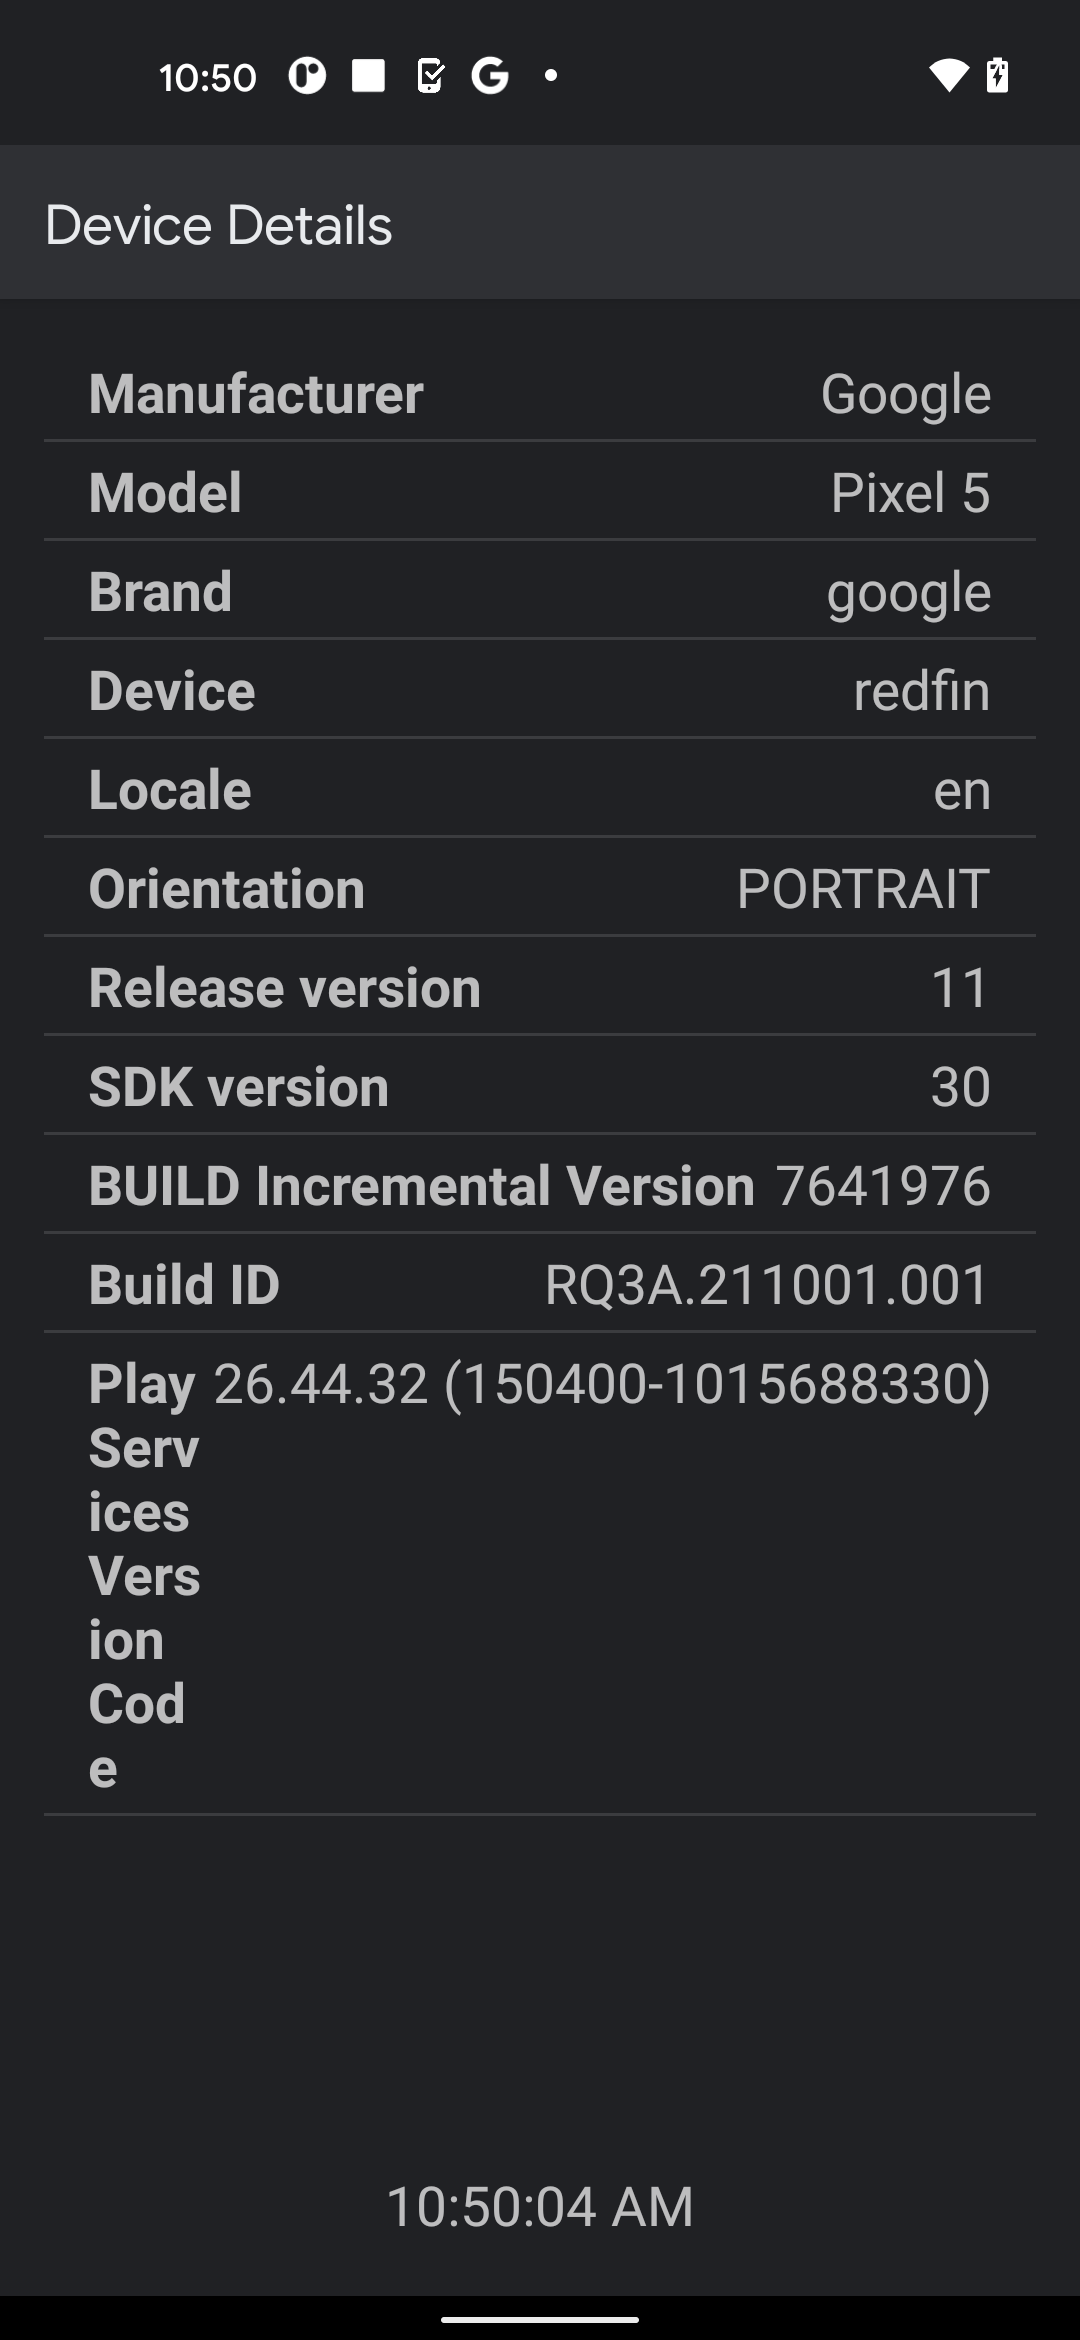 10:50
Device Details
Manufacturer Google
Model Pixel 5
Brand google
Device redfin
Locale en
Orientation PORTRAIT
Release version 11
SDK version 30
BUILD Incremental Version 7641976
Build ID RQ3A.211001.001
Play 26.44.32 (150400-1015688330)
Serv
ices
Vers
ion
Cod
e
10:50:04 AM